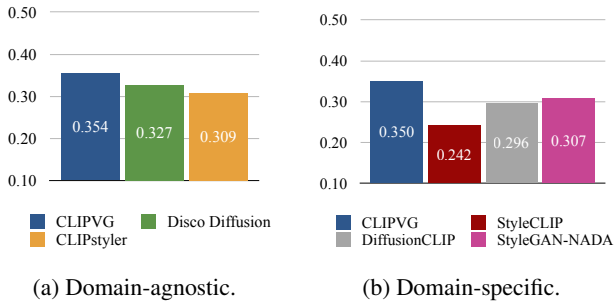 0.50
0.40
0.30
0.20
0.10
0.354
0.327
0.309
CLIPVG
Disco Diffusion
CLIPstyler
(a) Domain-agnostic.
0.50
0.40
0.30
0.20
0.10
0.350
0.242
0.296
0.307
CLIPVG
StyleCLIP
DiffusionCLIP
StyleGAN-NADA
(b) Domain-specific.